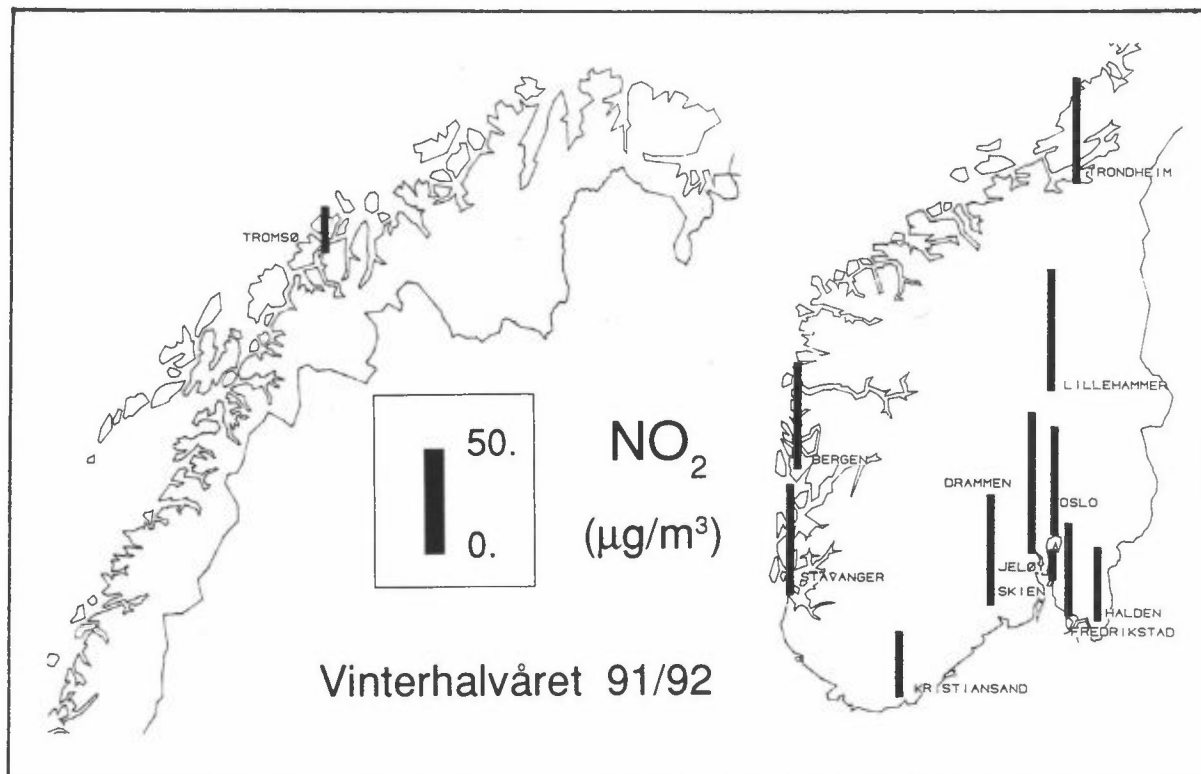 TROMSØ
50.
0.
NO₂
(µg/m³)
Vinterhalvåret 91/92
TRONDHEIM
LILLEHAMMER
BERGEN
DRAMMEN
OSLO
STAVANGER
JELØY
SKIEN
HALDEN
FREDRIKSTAD
KRISTIANSAND